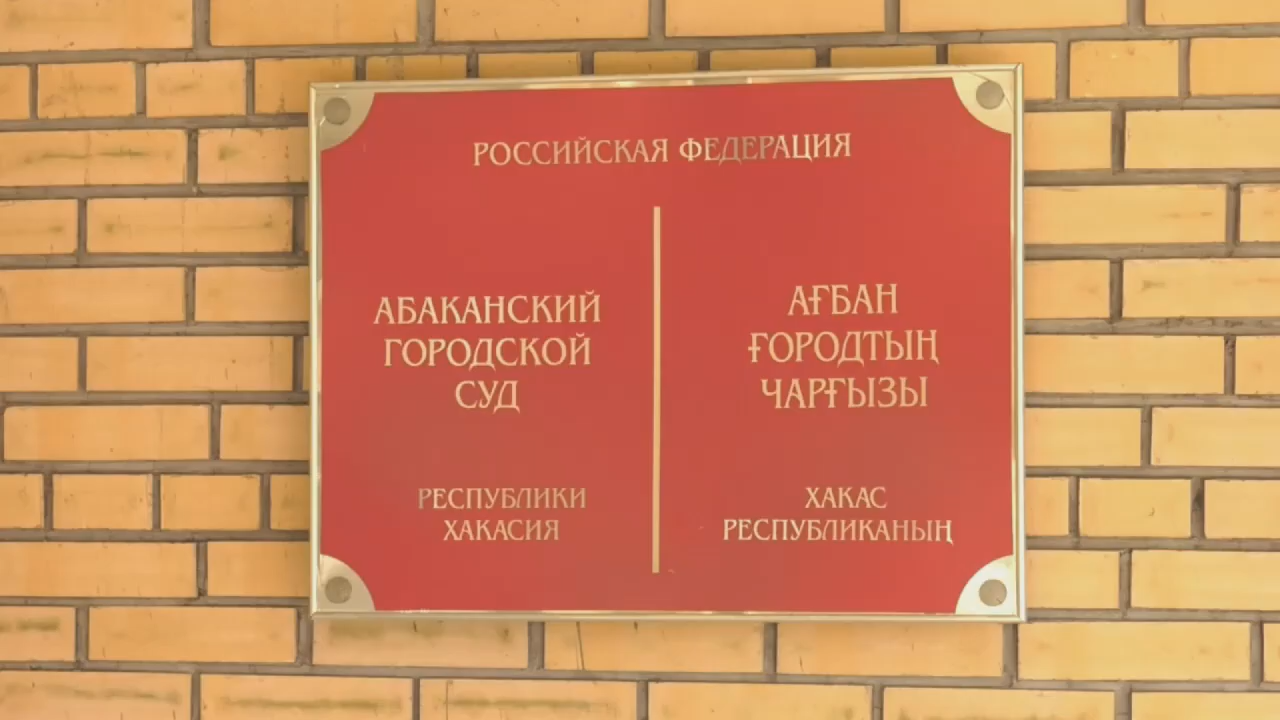 РОССИЙСКАЯ ФЕДЕРАЦИЯ
АБАКАНСКИЙ
ГОРОДСКОЙ
СУД
РЕСПУБЛИКИ
ХАКАСИЯ
АҒБАН
ҒОРОДТЫҢ
ЧАРҒЫЗЫ
ХАКАС
РЕСПУБЛИКАНЫҢ